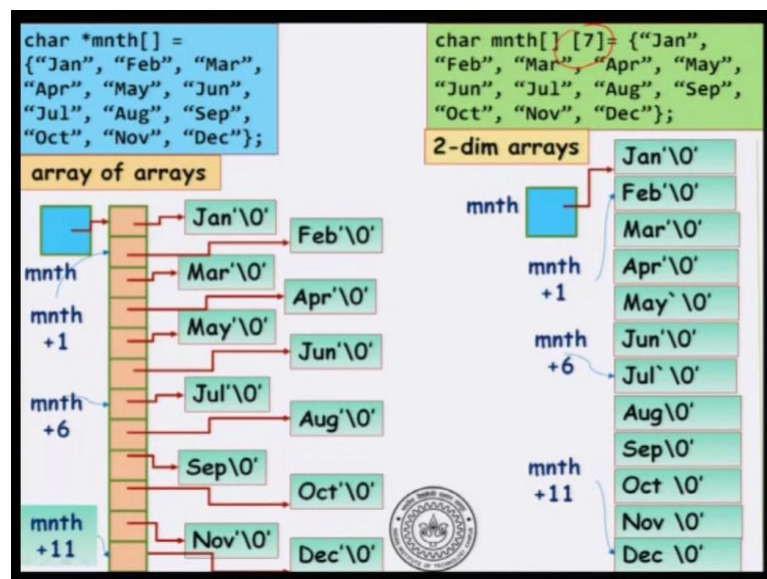 char *mnth[] =
{“Jan”, “Feb”, “Mar”,
“Apr”, “May”, “Jun”,
“Jul”, “Aug”, “Sep”,
“Oct”, “Nov”, “Dec”};
array of arrays
mnth
mnth
+1
mnth
+6
mnth
+11
Jan'\0'
Feb'\0'
Mar'\0'
Apr'\0'
May'\0'
Jun'\0'
Jul'\0'
Aug'\0'
Sep\0'
Oct'\0'
Nov'\0'
Dec'\0'
char mnth[] [7]= {“Jan”,
“Feb”, “Mar”, “Apr”, “May”,
“Jun”, “Jul”, “Aug”, “Sep”,
“Oct”, “Nov”, “Dec”};
2-dim arrays
mnth
mnth
+1
mnth
+6
mnth
+11
Jan'\0'
Feb'\0'
Mar'\0'
Apr'\0'
May` \0'
Jun'\0'
Jul` \0'
Aug\0'
Sep\0'
Oct \0'
Nov \0'
Dec \0'